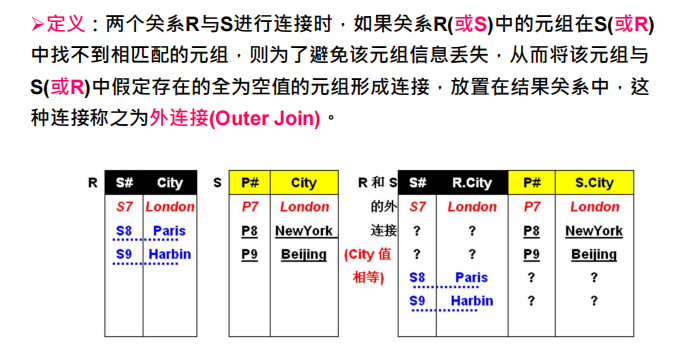 ➢定义：两个关系R与S进行连接时，如果关系R(或S)中的元组在S(或R)
中找不到相匹配的元组，则为了避免该元组信息丢失，从而将该元组与
S(或R)中假定存在的全为空值的元组形成连接，放置在结果关系中，这
种连接称之为外连接(Outer Join)。
R S# City S P# City R 和 S S# R.City P# S.City
S7 London P7 London 的外 S7 London P7 London
S8 Paris P8 NewYork 连接 ? ? P8 NewYork
S9 Harbin P9 Beijing (City 值 ? ? P9 Beijing
相等) S8 Paris ? ?
S9 Harbin ? ?